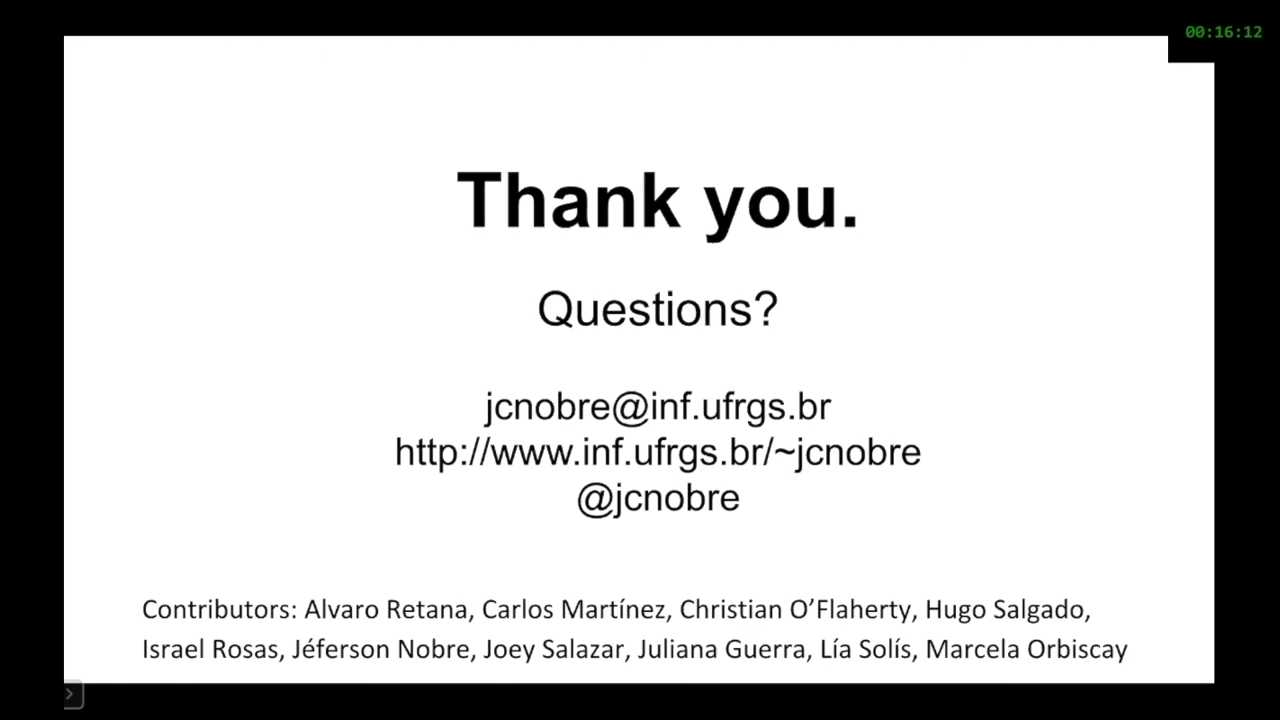 00:16:12
Thank you.
Questions?
jcnobre@inf.ufrgs.br
http://www.inf.ufrgs.br/~jcnobre
@jcnobre
Contributors: Alvaro Retana, Carlos Martínez, Christian O’Flaherty, Hugo Salgado,
Israel Rosas, Jéferson Nobre, Joey Salazar, Juliana Guerra, Lía Solís, Marcela Orbiscay